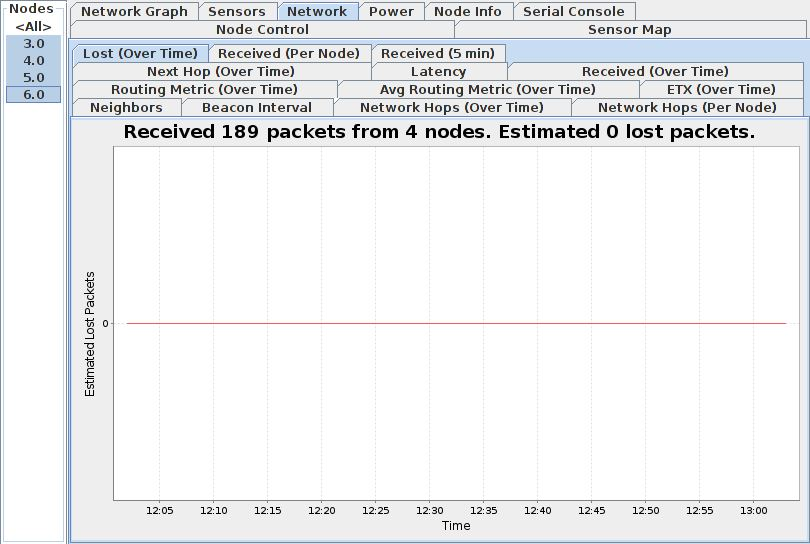 Nodes
<All>
3.0
4.0
5.0
6.0
Network Graph Sensors Network Power Node Info Serial Console
Node Control Sensor Map
Lost (Over Time) Received (Per Node) Received (5 min)
Next Hop (Over Time) Latency Received (Over Time)
Routing Metric (Over Time) Avg Routing Metric (Over Time) ETX (Over Time)
Neighbors Beacon Interval Network Hops (Over Time) Network Hops (Per Node)
Received 189 packets from 4 nodes. Estimated 0 lost packets.
Estimated Lost Packets
0
12:05 12:10 12:15 12:20 12:25 12:30 12:35 12:40 12:45 12:50 12:55 13:00
Time